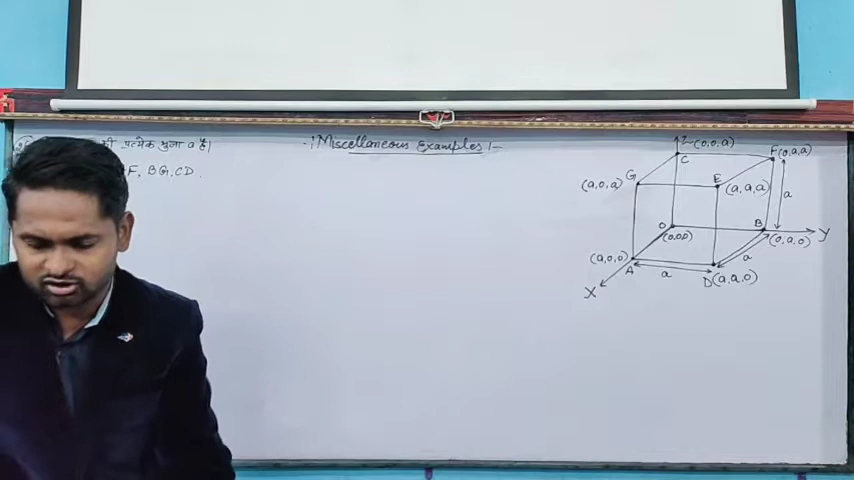 :| Miscellaneous Examples :-
की प्रत्येक भुजा a है|
F, BG, CD.
Z (0,0,a)
C
F(0,a,a)
G
(a,0,a)
E
(a,a,a)
a
O
(0,0,0)
B
(0,a,0)
Y
(a,0,0)
A
a
a
D(a,a,0)
X